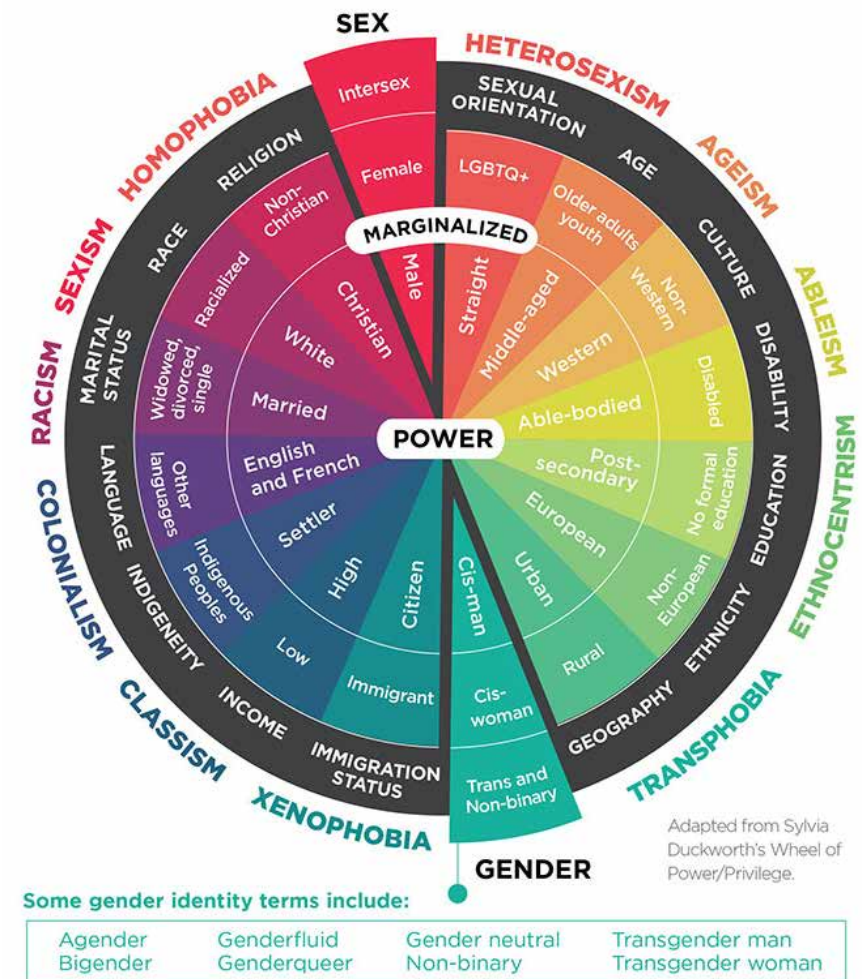 SEX
Intersex
Female
Male
HETEROSEXISM
SEXUAL
ORIENTATION
LGBTQ+
Straight
AGEISM
AGE
Older adults
youth
Middle-aged
CULTURE
Non-
Western
Western
ABLEISM
DISABILITY
Disabled
Able-bodied
EDUCATION
No formal
education
Post-
secondary
ETHNOCENTRISM
ETHNICITY
Non-
European
European
GEOGRAPHY
Rural
Urban
TRANSPHOBIA
GENDER
Trans and
Non-binary
Cis-
woman
Cis-man
XENOPHOBIA
IMMIGRATION
STATUS
Immigrant
Citizen
CLASSISM
INCOME
Low
High
COLONIALISM
INDIGENEITY
Indigenous
Peoples
Settler
LANGUAGE
Other
languages
English
and French
RACISM
MARITAL
STATUS
Widowed,
divorced,
single
Married
SEXISM
RACE
Racialized
White
HOMOPHOBIA
RELIGION
Non-
Christian
Christian
MARGINALIZED
POWER
Adapted from Sylvia
Duckworth's Wheel of
Power/Privilege.
Some gender identity terms include:
Agender Genderfluid Gender neutral Transgender man
Bigender Genderqueer Non-binary Transgender woman